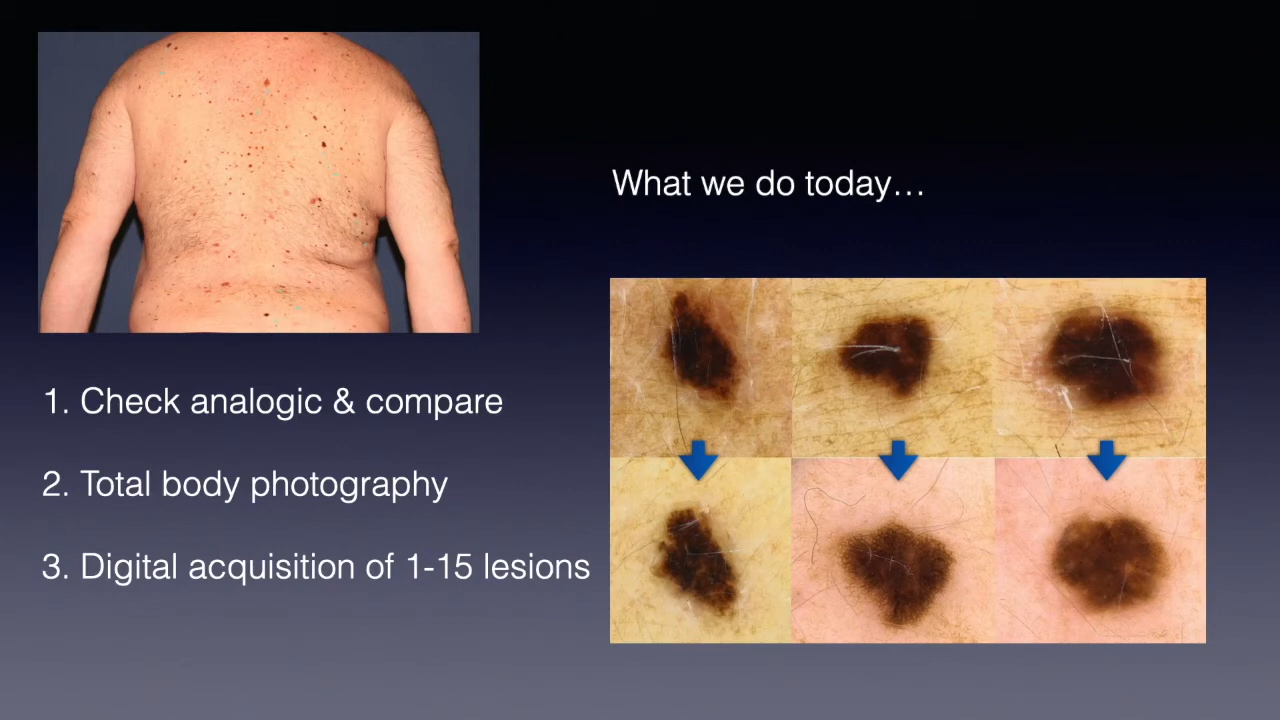 What we do today…
1. Check analogic & compare
2. Total body photography
3. Digital acquisition of 1-15 lesions